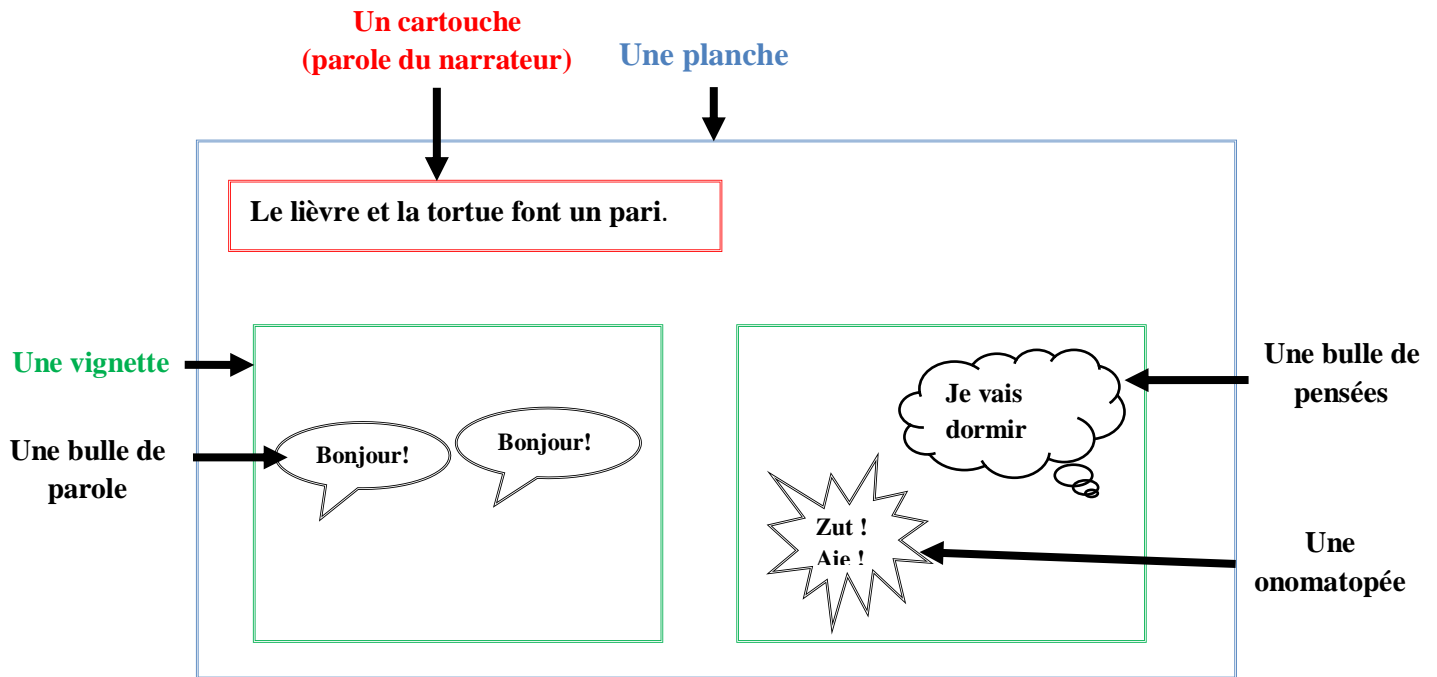 Un cartouche
(parole du narrateur)
Une planche
Le lièvre et la tortue font un pari.
Une vignette
Une bulle de
parole
Bonjour!
Bonjour!
Je vais
dormir
Zut !
Aie !
Une bulle de
pensées
Une
onomatopée